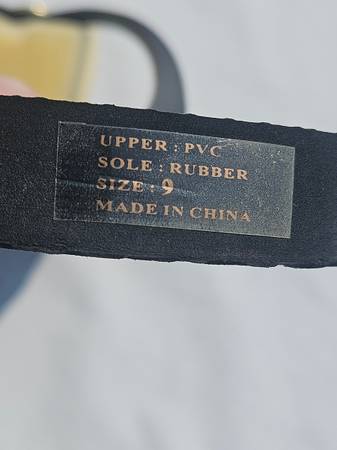 UPPER : PVC
SOLE : RUBBER
SIZE : 9
MADE IN CHINA